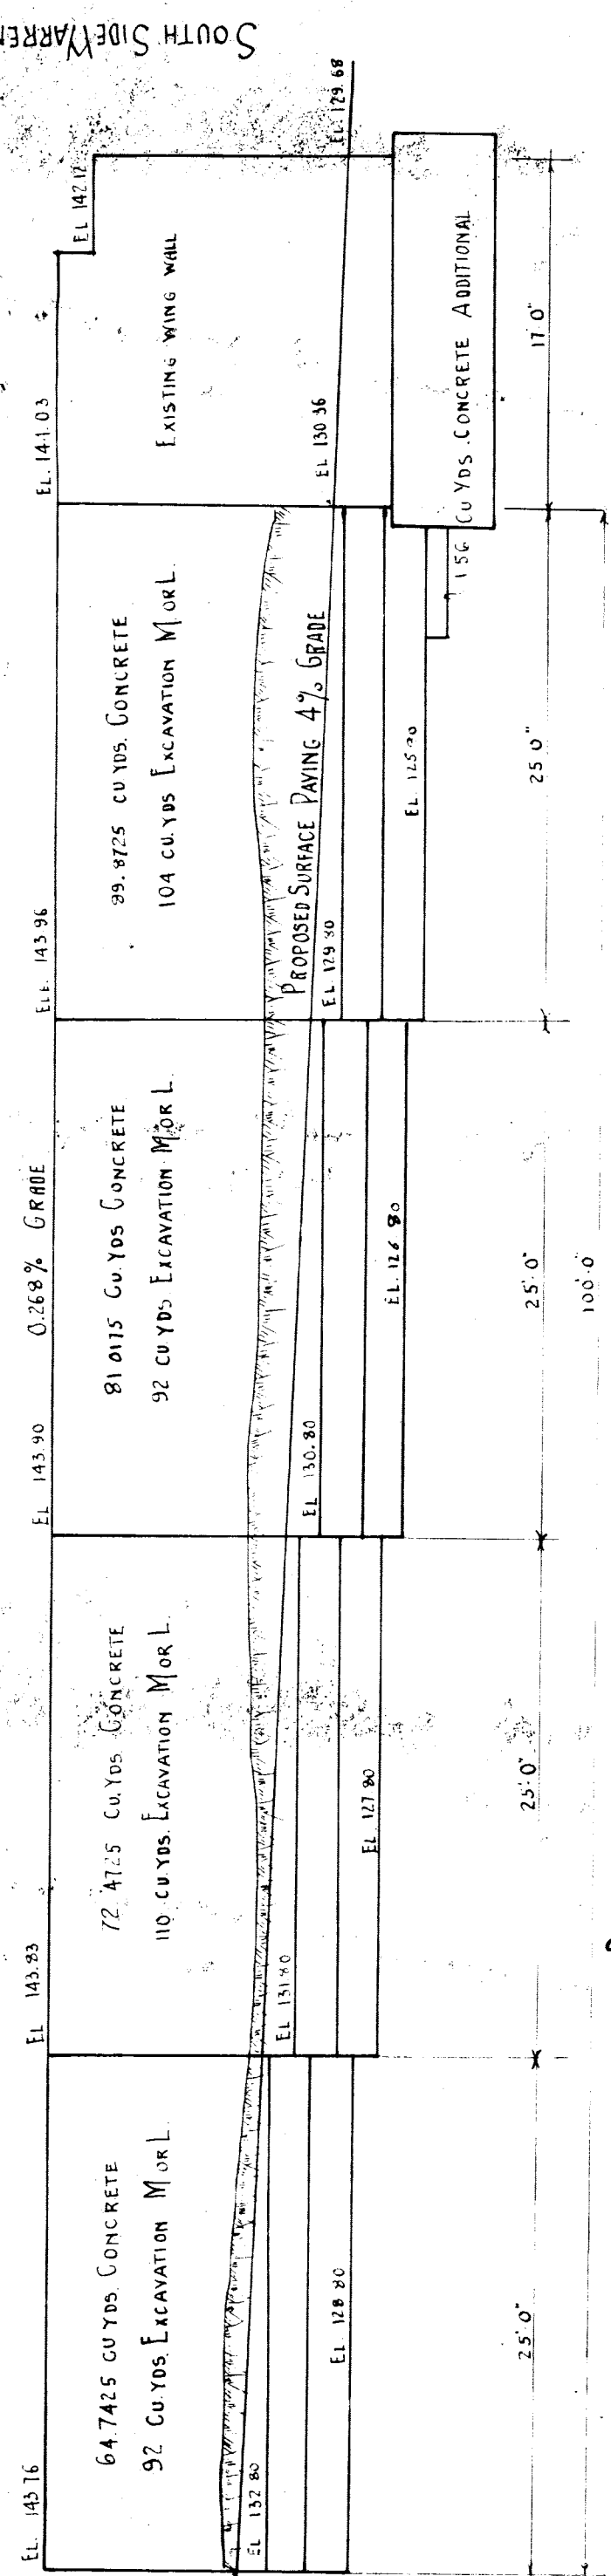 SOUTH SIDE WARREN
EL. 143 76
EL 143.83
EL 143.90
0.268% GRADE
ELE. 143 96
EL. 141.03
EL 142.12
64.7425 CU YDS. CONCRETE
92 CU.YDS. EXCAVATION M OR L.
72 4725 CU.YDS CONCRETE
110 CU.YDS. EXCAVATION M OR L.
81 0175 CU.YDS CONCRETE
92 CU YDS. EXCAVATION M OR L.
99.8725 CU YDS. CONCRETE
104 CU.YDS EXCAVATION M OR L.
EXISTING WING WALL
PROPOSED SURFACE PAVING 4% GRADE
EL 132 80
EL 131 80
EL 130.80
EL 129 80
EL 130 36
EL. 129.68
EL. 128 80
EL 127 80
EL. 126 80
EL 125 80
1 56 CU YDS. CONCRETE ADDITIONAL
25'.0"
25'.0"
25'.0"
25 0"
17'.0"
100'.0